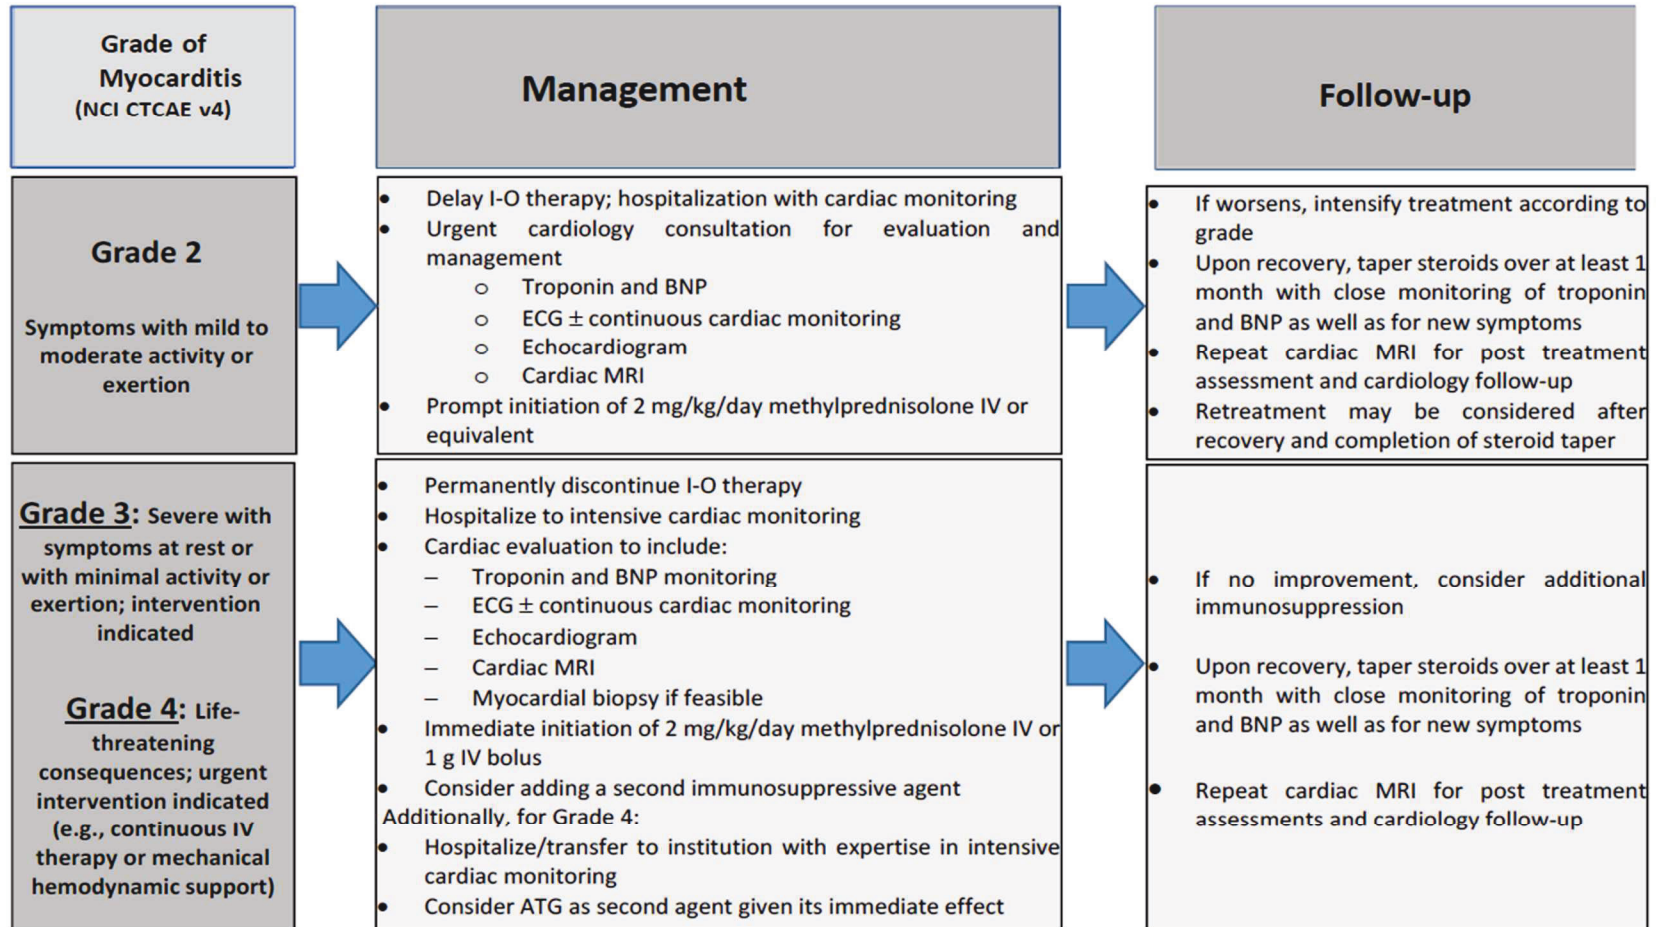 Grade of
Myocarditis
(NCI CTCAE v4)
Management
Follow-up
Grade 2
Symptoms with mild to
moderate activity or
exertion
• Delay I-O therapy; hospitalization with cardiac monitoring
• Urgent cardiology consultation for evaluation and
management
o Troponin and BNP
o ECG ± continuous cardiac monitoring
o Echocardiogram
o Cardiac MRI
• Prompt initiation of 2 mg/kg/day methylprednisolone IV or
equivalent
• If worsens, intensify treatment according to
grade
• Upon recovery, taper steroids over at least 1
month with close monitoring of troponin
and BNP as well as for new symptoms
• Repeat cardiac MRI for post treatment
assessment and cardiology follow-up
• Retreatment may be considered after
recovery and completion of steroid taper
Grade 3: Severe with
symptoms at rest or
with minimal activity or
exertion; intervention
indicated
Grade 4: Life-
threatening
consequences; urgent
intervention indicated
(e.g., continuous IV
therapy or mechanical
hemodynamic support)
• Permanently discontinue I-O therapy
• Hospitalize to intensive cardiac monitoring
• Cardiac evaluation to include:
– Troponin and BNP monitoring
– ECG ± continuous cardiac monitoring
– Echocardiogram
– Cardiac MRI
– Myocardial biopsy if feasible
• Immediate initiation of 2 mg/kg/day methylprednisolone IV or
1 g IV bolus
• Consider adding a second immunosuppressive agent
Additionally, for Grade 4:
• Hospitalize/transfer to institution with expertise in intensive
cardiac monitoring
• Consider ATG as second agent given its immediate effect
• If no improvement, consider additional
immunosuppression
• Upon recovery, taper steroids over at least 1
month with close monitoring of troponin
and BNP as well as for new symptoms
• Repeat cardiac MRI for post treatment
assessments and cardiology follow-up